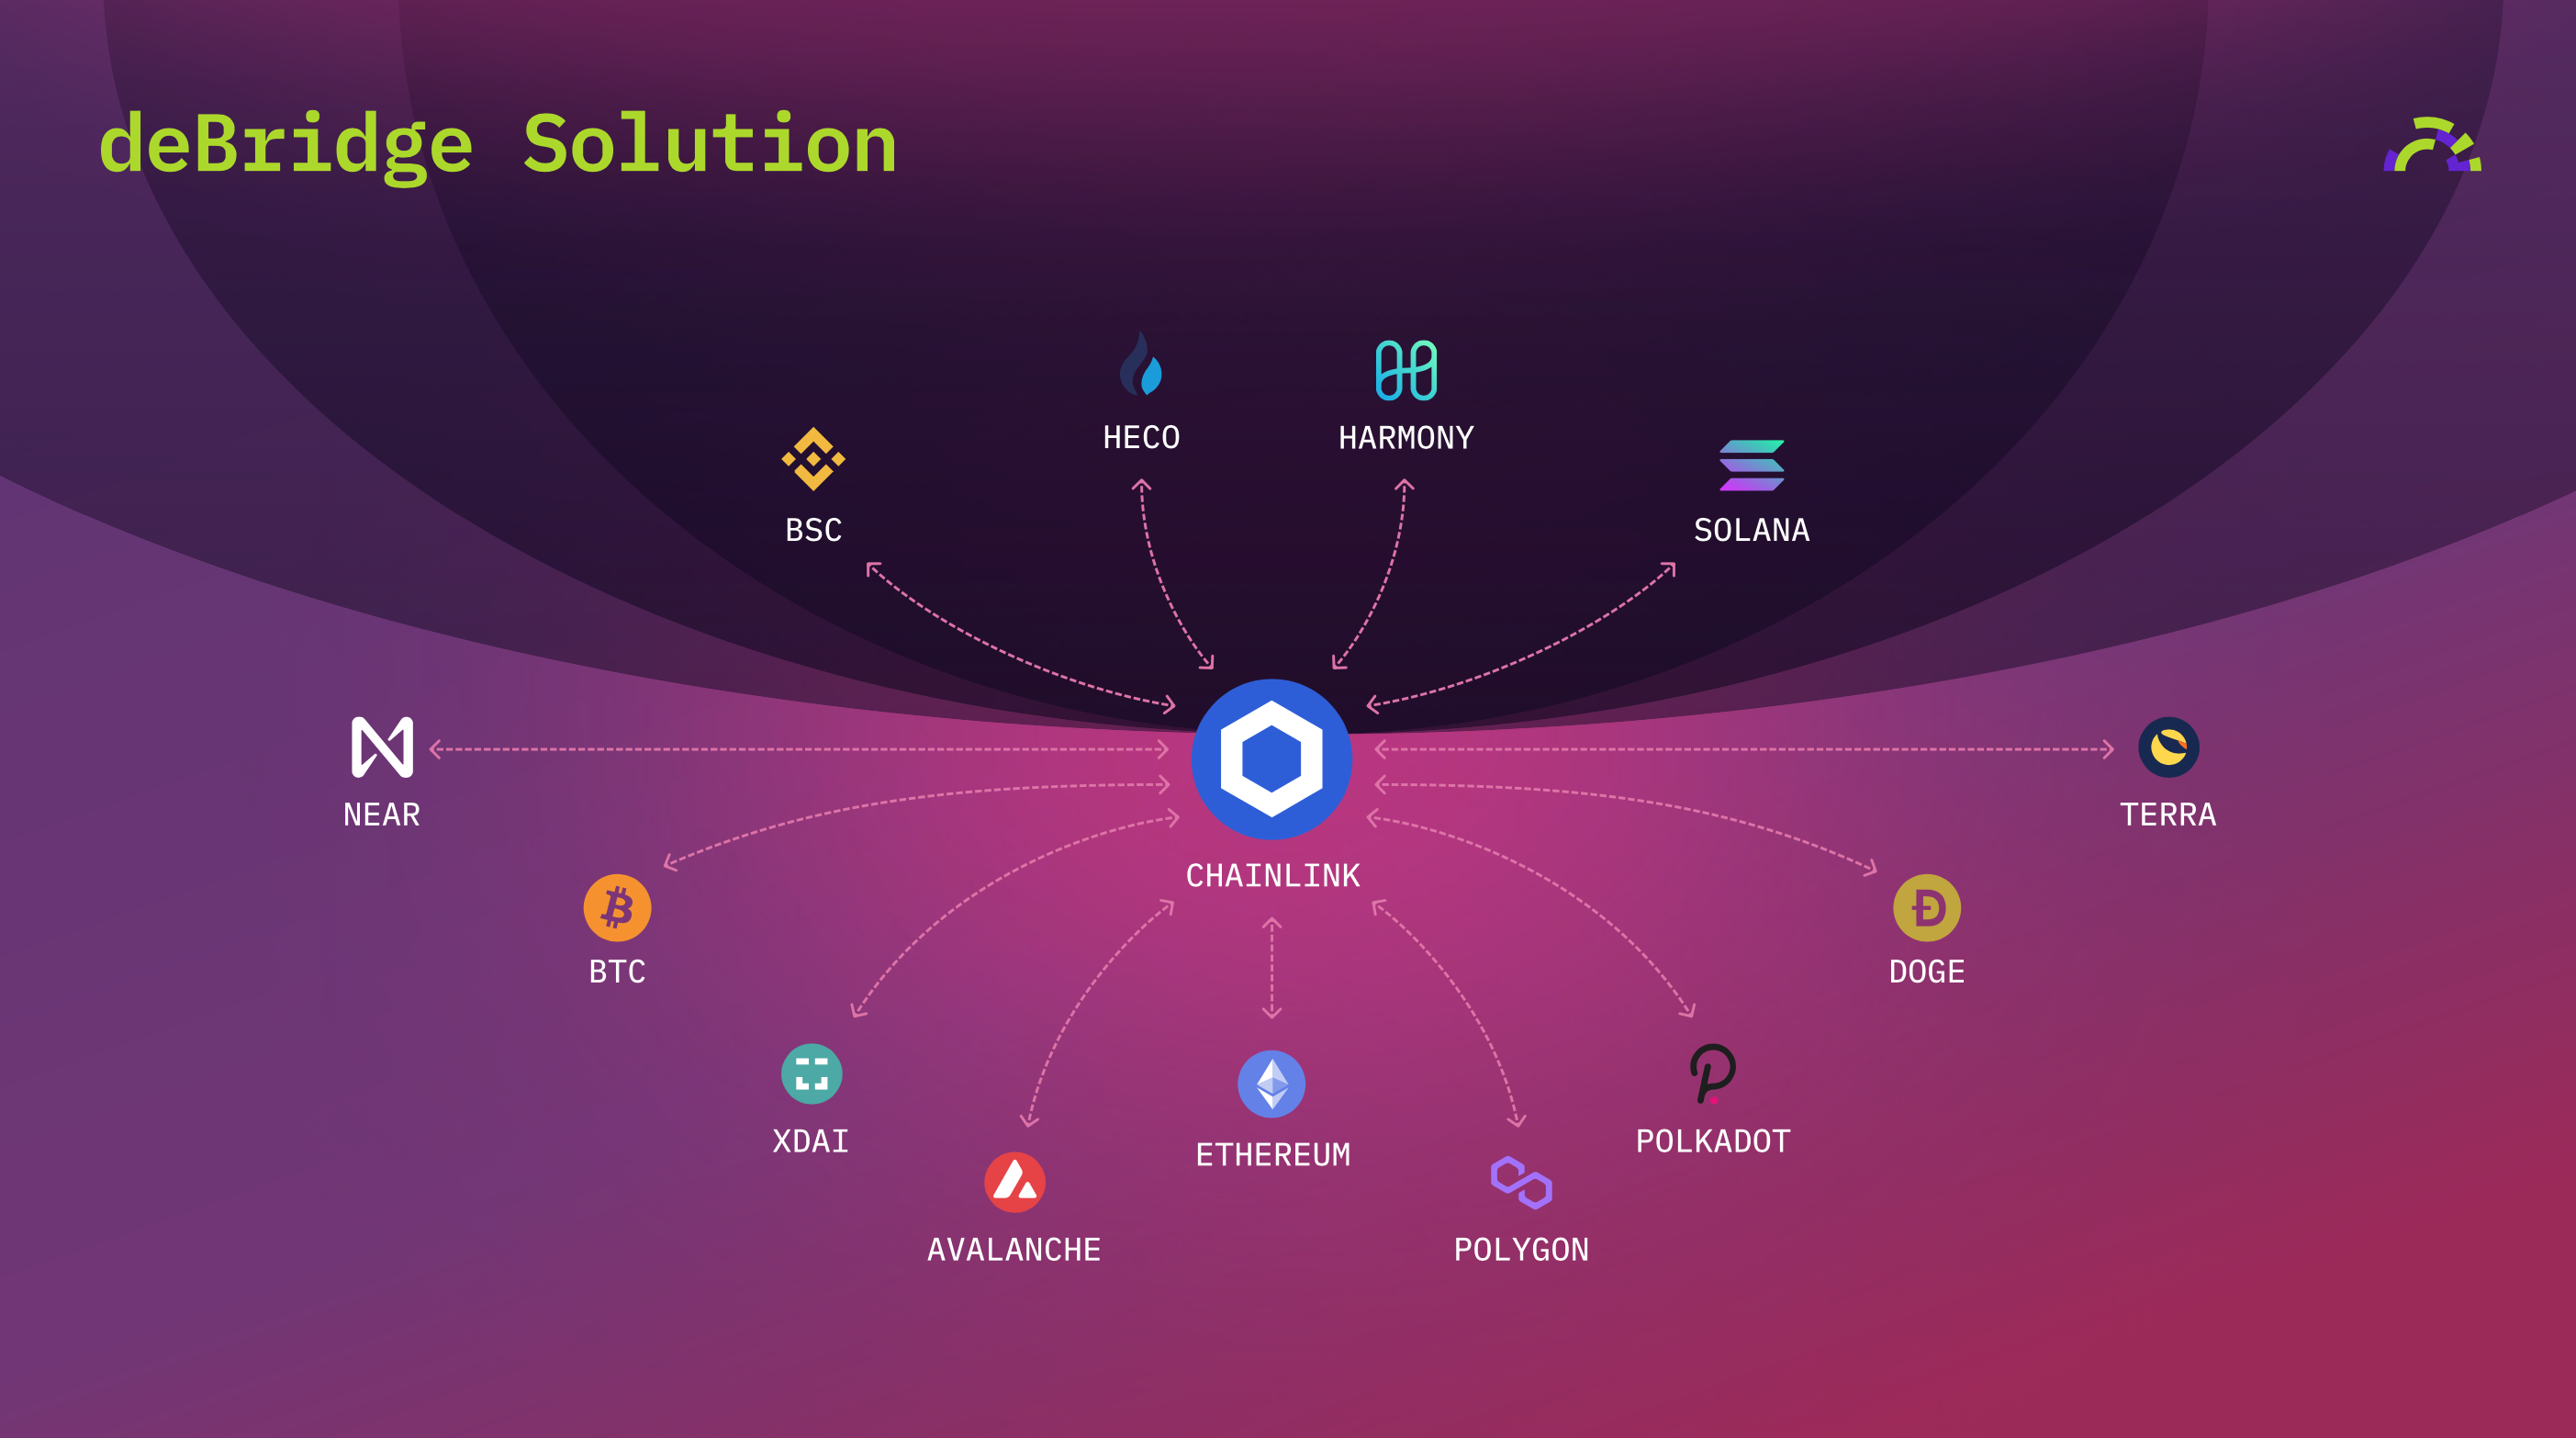 deBridge Solution
HECO
HARMONY
BSC
SOLANA
NEAR
TERRA
CHAINLINK
BTC
DOGE
XDAI
POLKADOT
ETHEREUM
AVALANCHE
POLYGON